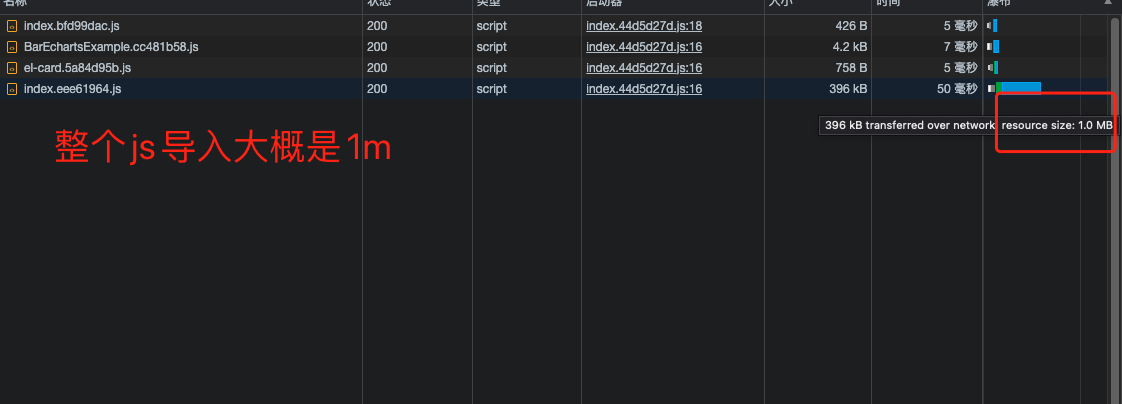 名称 状态 类型 启动器 大小 时间 瀑布
index.bfd99dac.js 200 script index.44d5d27d.js:18 426 B 5 毫秒
BarEchartsExample.cc481b58.js 200 script index.44d5d27d.js:16 4.2 kB 7 毫秒
el-card.5a84d95b.js 200 script index.44d5d27d.js:16 758 B 5 毫秒
index.eee61964.js 200 script index.44d5d27d.js:16 396 kB 50 毫秒
396 kB transferred over network, resource size: 1.0 MB
整个js导入大概是1m